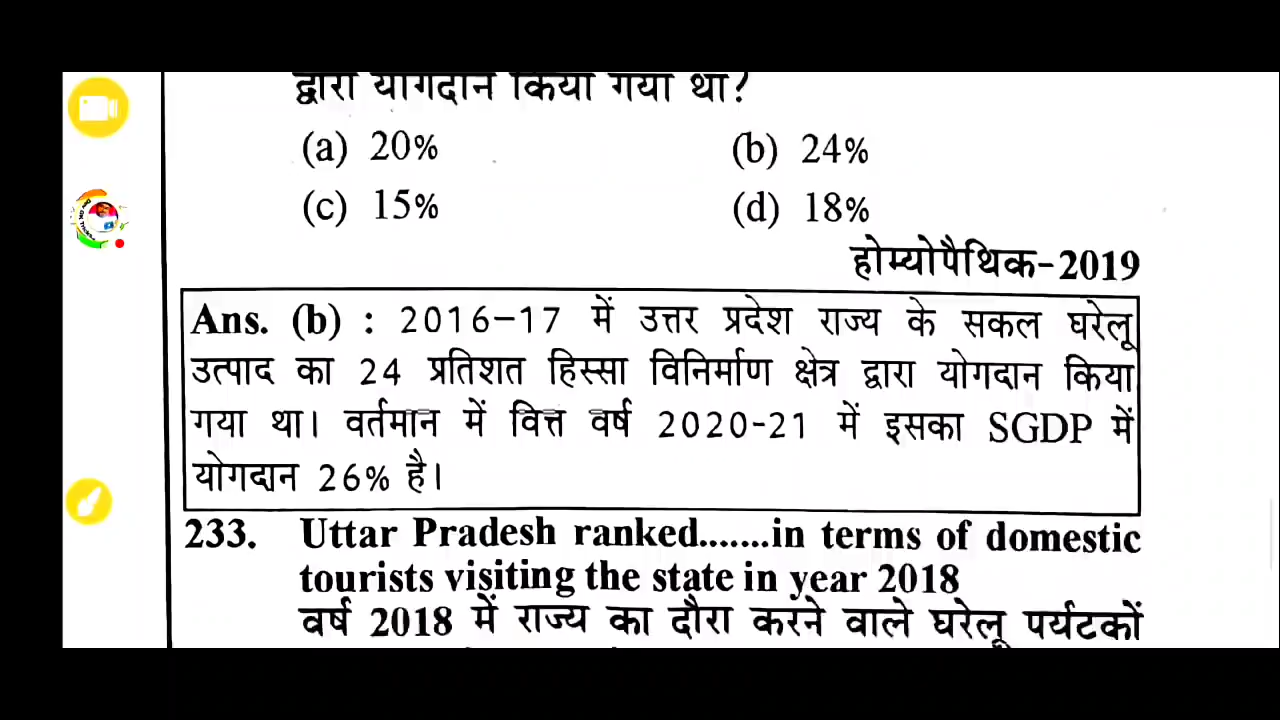 द्वारा योगदान किया गया था?
(a) 20% (b) 24%
(c) 15% (d) 18%
होम्योपैथिक-2019
Ans. (b) : 2016–17 में उत्तर प्रदेश राज्य के सकल घरेलू
उत्पाद का 24 प्रतिशत हिस्सा विनिर्माण क्षेत्र द्वारा योगदान किया
गया था। वर्तमान में वित्त वर्ष 2020-21 में इसका SGDP में
योगदान 26% है।
233. Uttar Pradesh ranked.......in terms of domestic
tourists visiting the state in year 2018
वर्ष 2018 में राज्य का दौरा करने वाले घरेलू पर्यटकों